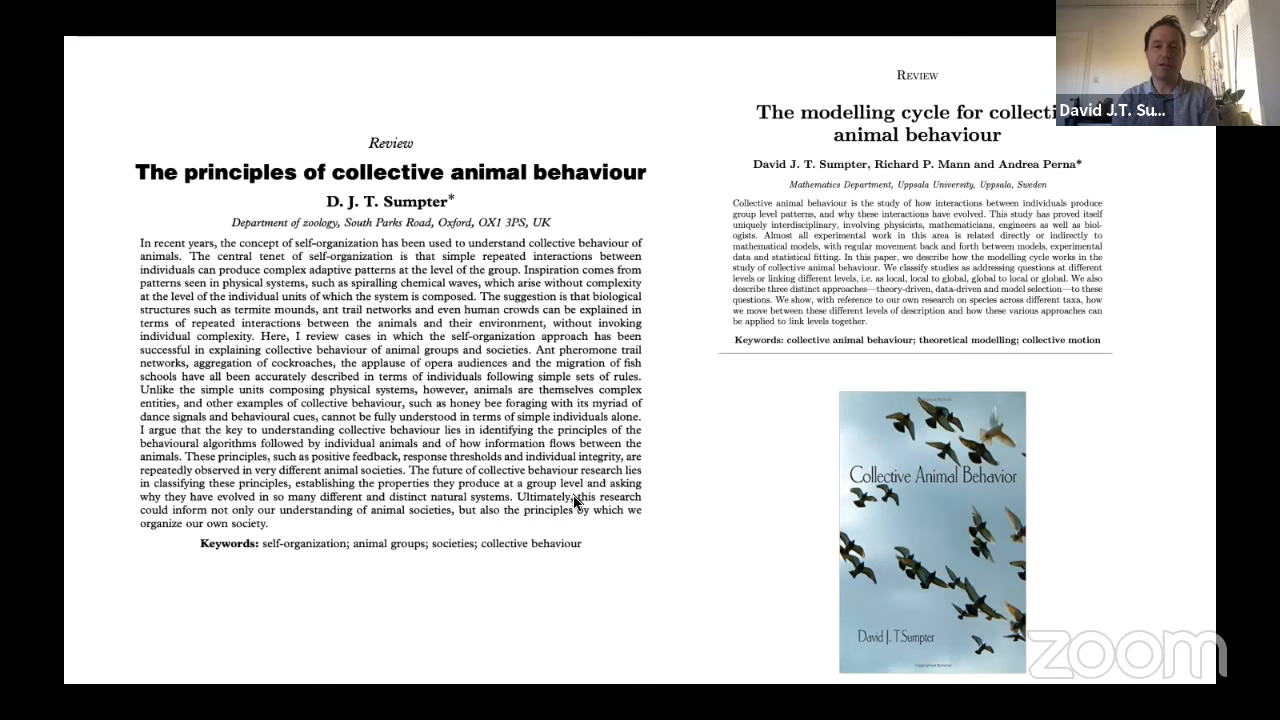 Review
The principles of collective animal behaviour
D. J. T. Sumpter*
Department of zoology, South Parks Road, Oxford, OX1 3PS, UK
In recent years, the concept of self-organization has been used to understand collective behaviour of
animals. The central tenet of self-organization is that simple repeated interactions between
individuals can produce complex adaptive patterns at the level of the group. Inspiration comes from
patterns seen in physical systems, such as spiralling chemical waves, which arise without complexity
at the level of the individual units of which the system is composed. The suggestion is that biological
structures such as termite mounds, ant trail networks and even human crowds can be explained in
terms of repeated interactions between the animals and their environment, without invoking
individual complexity. Here, I review cases in which the self-organization approach has been
successful in explaining collective behaviour of animal groups and societies. Ant pheromone trail
networks, aggregation of cockroaches, the applause of opera audiences and the migration of fish
schools have all been accurately described in terms of individuals following simple sets of rules.
Unlike the simple units composing physical systems, however, animals are themselves complex
entities, and other examples of collective behaviour, such as honey bee foraging with its myriad of
dance signals and behavioural cues, cannot be fully understood in terms of simple individuals alone.
I argue that the key to understanding collective behaviour lies in identifying the principles of the
behavioural algorithms followed by individual animals and of how information flows between the
animals. These principles, such as positive feedback, response thresholds and individual integrity, are
repeatedly observed in very different animal societies. The future of collective behaviour research lies
in classifying these principles, establishing the properties they produce at a group level and asking
why they have evolved in so many different and distinct natural systems. Ultimately, this research
could inform not only our understanding of animal societies, but also the principles by which we
organize our own society.
Keywords: self-organization; animal groups; societies; collective behaviour
Review
The modelling cycle for collecti
animal behaviour
David J. T. Sumpter, Richard P. Mann and Andrea Perna*
Mathematics Department, Uppsala University, Uppsala, Sweden
Collective animal behaviour is the study of how interactions between individuals produce
group level patterns, and why these interactions have evolved. This study has proved itself
uniquely interdisciplinary, involving physicists, mathematicians, engineers as well as biol-
ogists. Almost all experimental work in this area is related directly or indirectly to
mathematical models, with regular movement back and forth between models, experimental
data and statistical fitting. In this paper, we describe how the modelling cycle works in the
study of collective animal behaviour. We classify studies as addressing questions at different
levels or linking different levels, i.e. as local, local to global, global to local or global. We also
describe three distinct approaches—theory-driven, data-driven and model selection—to these
questions. We show, with reference to our own research on species across different taxa, how
we move between these different levels of description and how these various approaches can
be applied to link levels together.
Keywords: collective animal behaviour; theoretical modelling; collective motion
Collective Animal Behavior
David J. T. Sumpter
David J.T. Su...
zoom